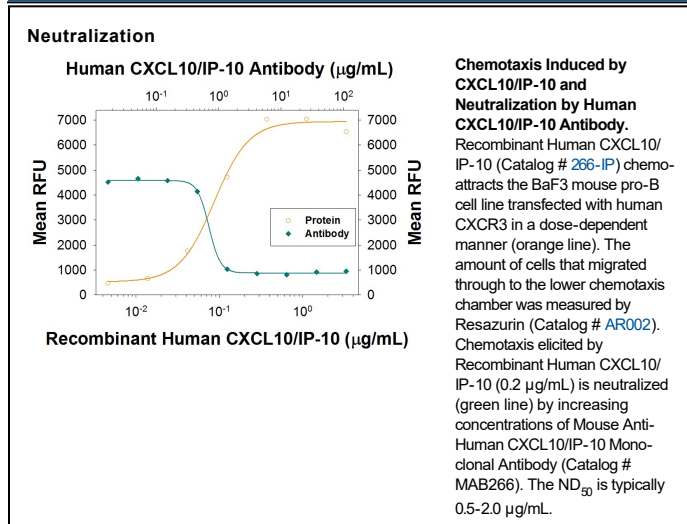 Neutralization
Human CXCL10/IP-10 Antibody (µg/mL)
10⁻¹ 10⁰ 10¹ 10²
7000 7000
6000 6000
5000 5000
4000 4000
3000 3000
2000 2000
1000 1000
0 0
Mean RFU
Mean RFU
Protein
Antibody
10⁻² 10⁻¹ 10⁰
Recombinant Human CXCL10/IP-10 (µg/mL)
Chemotaxis Induced by
CXCL10/IP-10 and
Neutralization by Human
CXCL10/IP-10 Antibody.
Recombinant Human CXCL10/
IP-10 (Catalog # 266-IP) chemo-
attracts the BaF3 mouse pro-B
cell line transfected with human
CXCR3 in a dose-dependent
manner (orange line). The
amount of cells that migrated
through to the lower chemotaxis
chamber was measured by
Resazurin (Catalog # AR002).
Chemotaxis elicited by
Recombinant Human CXCL10/
IP-10 (0.2 µg/mL) is neutralized
(green line) by increasing
concentrations of Mouse Anti-
Human CXCL10/IP-10 Mono-
clonal Antibody (Catalog #
MAB266). The ND₅₀ is typically
0.5-2.0 µg/mL.